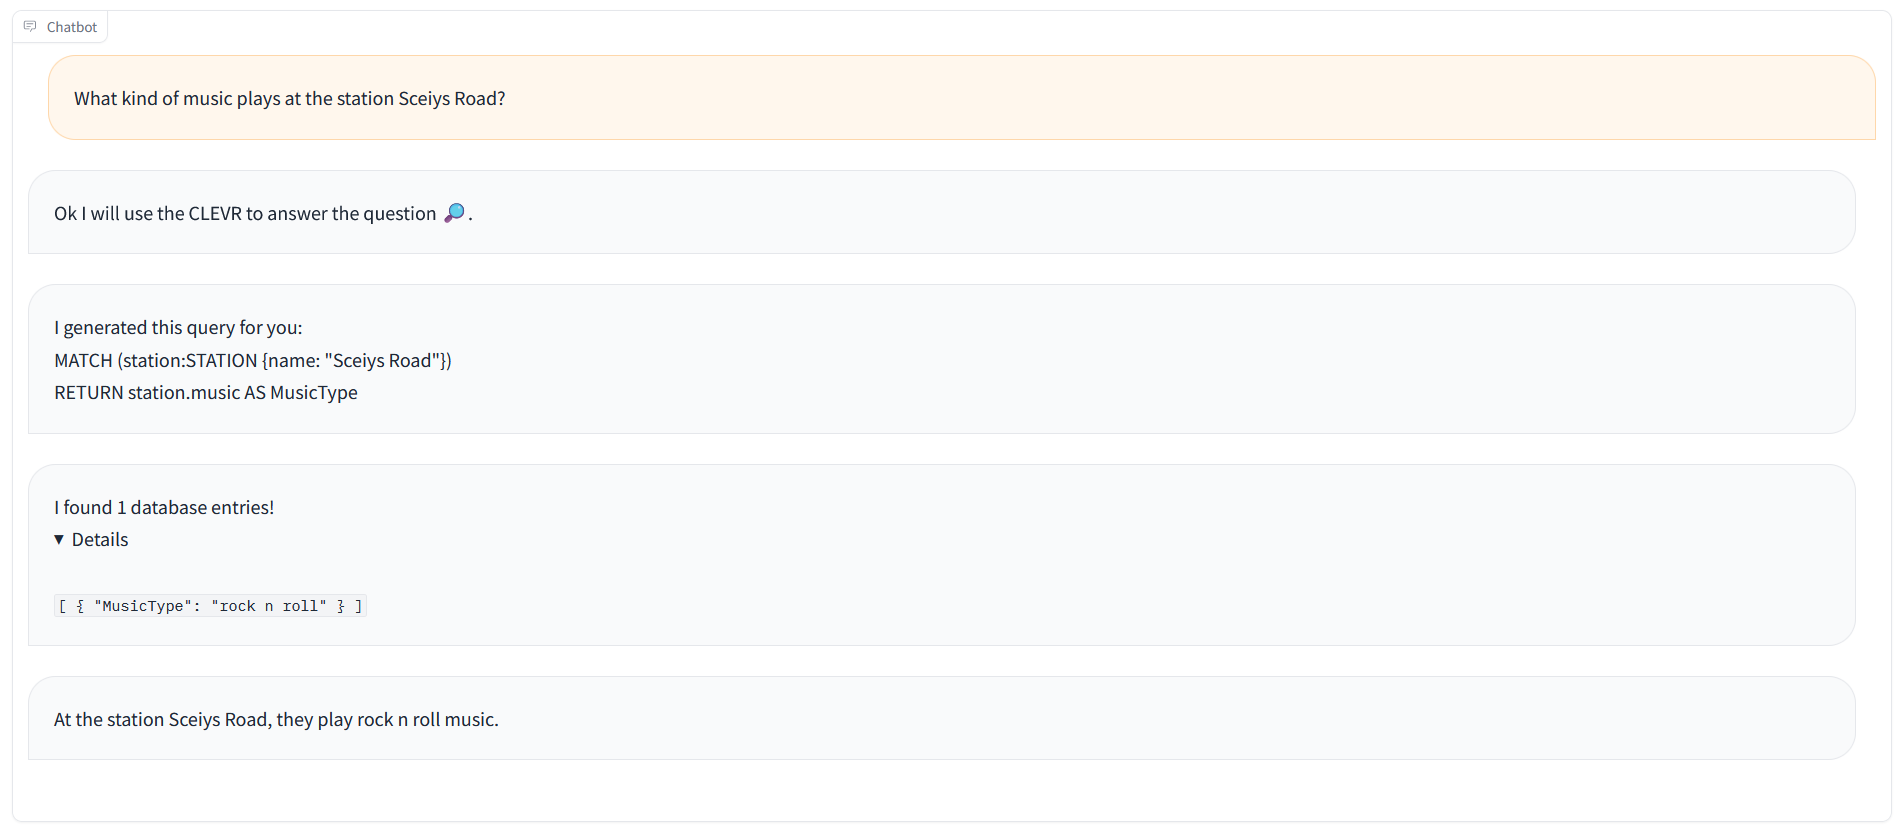 Chatbot
What kind of music plays at the station Sceiys Road?
Ok I will use the CLEVR to answer the question 🔎.
I generated this query for you:
MATCH (station:STATION {name: "Sceiys Road"})
RETURN station.music AS MusicType
I found 1 database entries!
▼ Details
[ { "MusicType": "rock n roll" } ]
At the station Sceiys Road, they play rock n roll music.